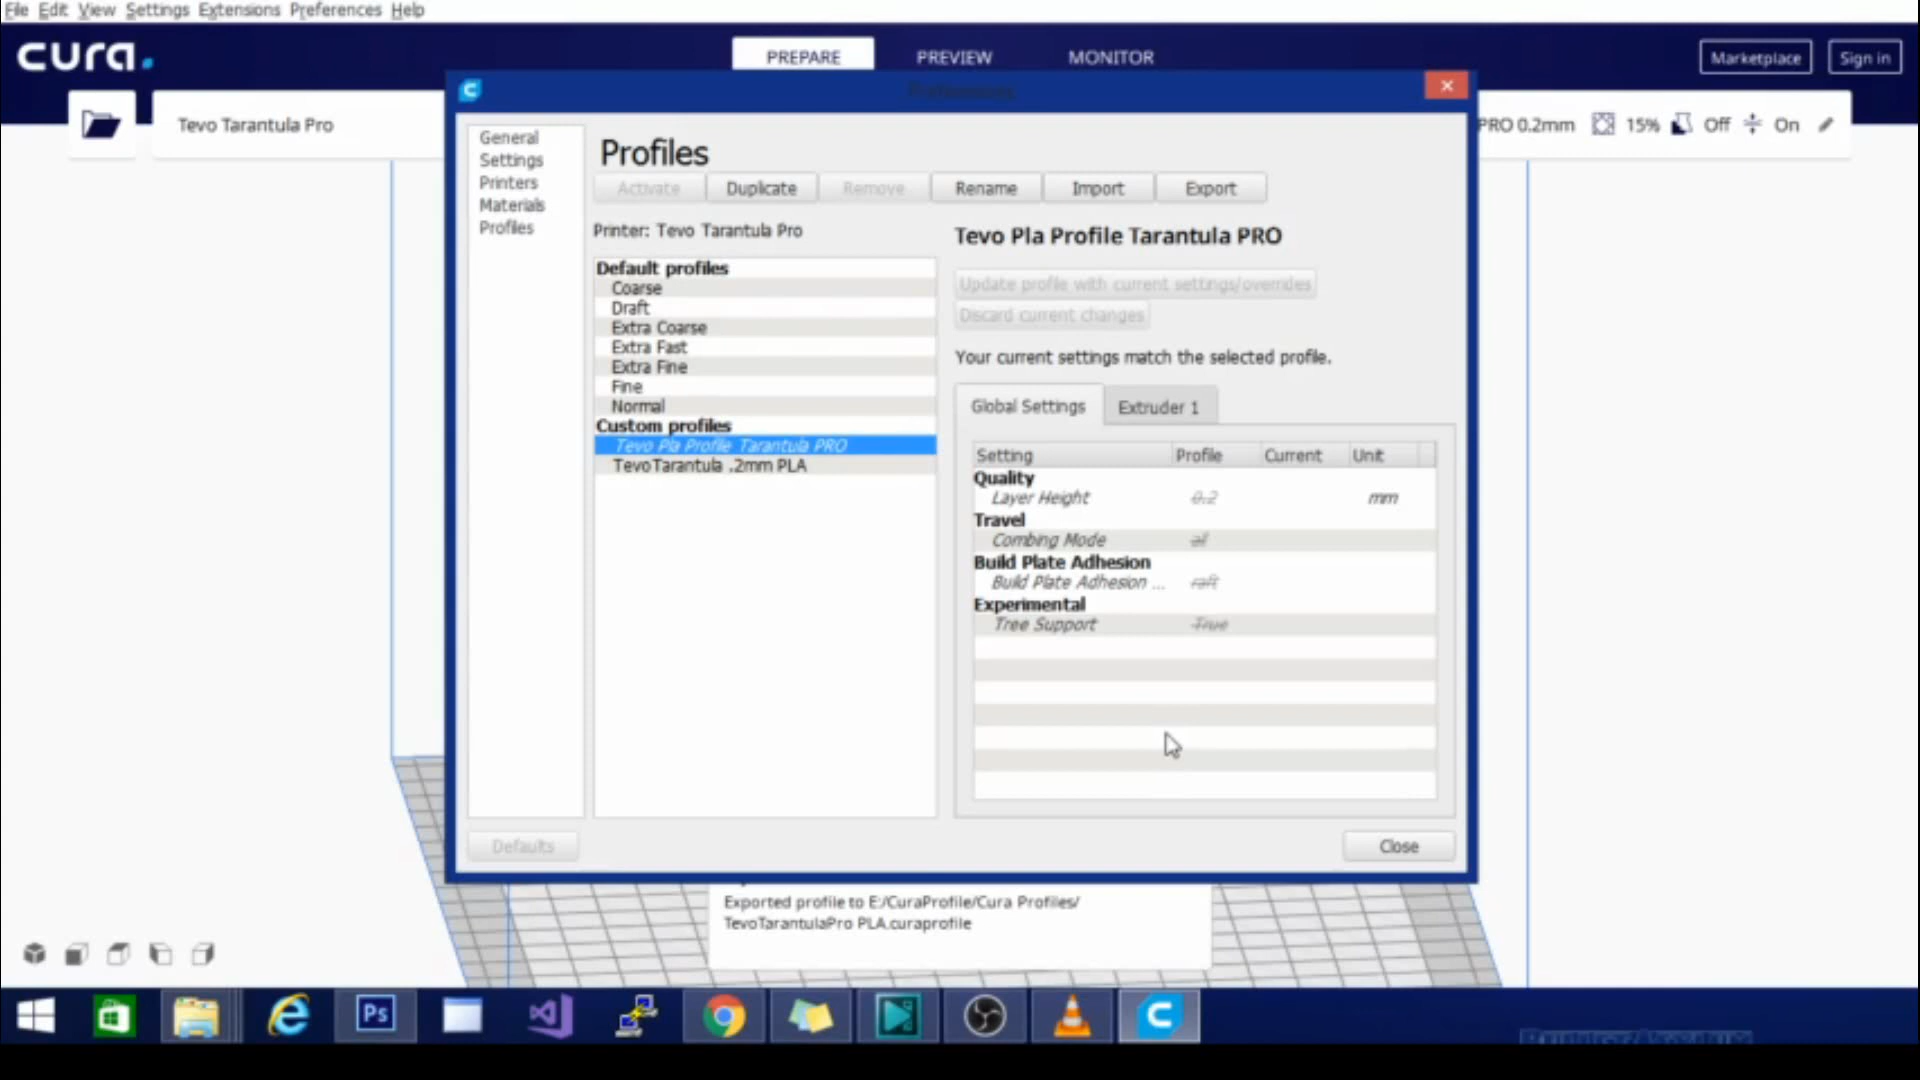 File Edit View Settings Extensions Preferences Help
cura.
PREPARE PREVIEW MONITOR
Marketplace Sign in
Tevo Tarantula Pro
PRO 0.2mm 15% Off On
General
Settings
Printers
Materials
Profiles
Profiles
Activate Duplicate Remove Rename Import Export
Printer: Tevo Tarantula Pro
Default profiles
Coarse
Draft
Extra Coarse
Extra Fast
Extra Fine
Fine
Normal
Custom profiles
Tevo Pla Profile Tarantula PRO
TevoTarantula .2mm PLA
Tevo Pla Profile Tarantula PRO
Update profile with current settings/overrides
Discard current changes
Your current settings match the selected profile.
Global Settings Extruder 1
Setting Profile Current Unit
Quality
Layer Height 0.2 mm
Travel
Combing Mode
Build Plate Adhesion
Build Plate Adhesion ... raft
Experimental
Tree Support True
Defaults
Close
Exported profile to E:/CuraProfile/Cura Profiles/
TevoTarantulaPro PLA.curaprofile
Ps
C